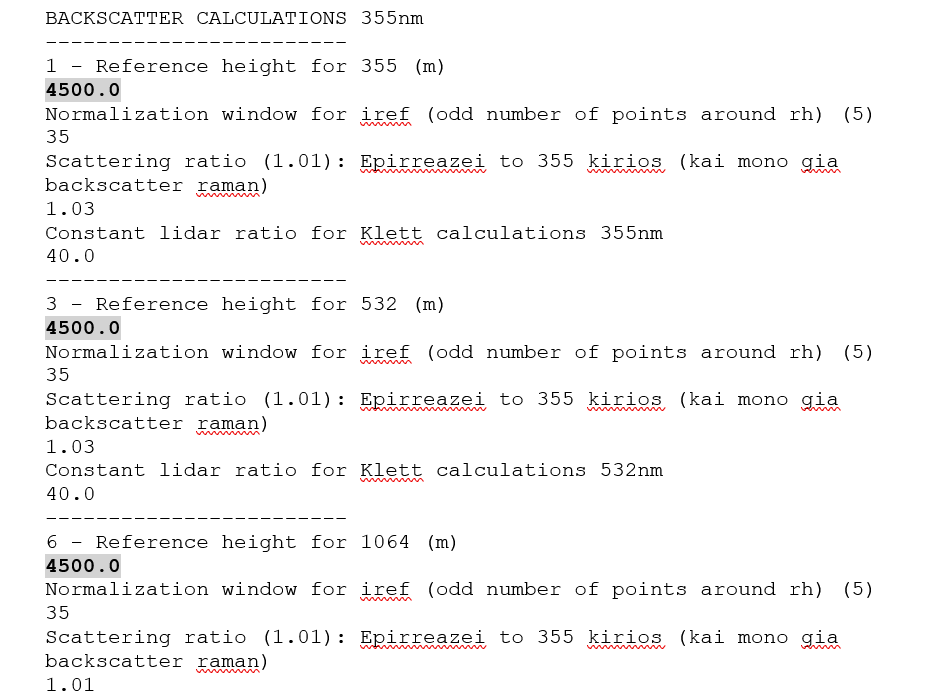 BACKSCATTER CALCULATIONS 355nm
------------------------
1 - Reference height for 355 (m)
4500.0
Normalization window for iref (odd number of points around rh) (5)
35
Scattering ratio (1.01): Epirreazei to 355 kirios (kai mono gia
backscatter raman)
1.03
Constant lidar ratio for Klett calculations 355nm
40.0
------------------------
3 - Reference height for 532 (m)
4500.0
Normalization window for iref (odd number of points around rh) (5)
35
Scattering ratio (1.01): Epirreazei to 355 kirios (kai mono gia
backscatter raman)
1.03
Constant lidar ratio for Klett calculations 532nm
40.0
------------------------
6 - Reference height for 1064 (m)
4500.0
Normalization window for iref (odd number of points around rh) (5)
35
Scattering ratio (1.01): Epirreazei to 355 kirios (kai mono gia
backscatter raman)
1.01